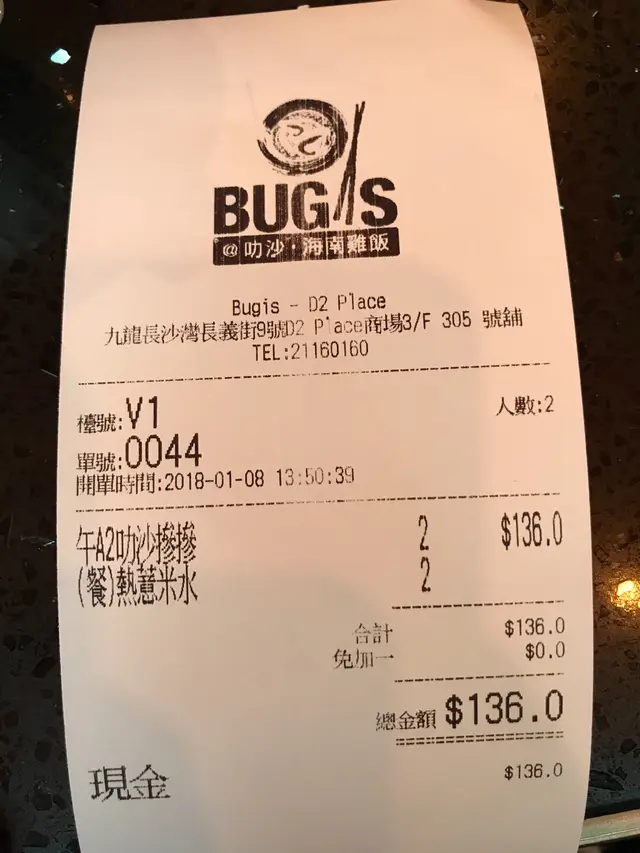 BUGIS
@叻沙·海南雞飯
Bugis - D2 Place
九龍長沙灣長義街9號D2 Place商場3/F 305 號舖
TEL:21160160
檯號:V1 人數:2
單號:0044
開單時間:2018-01-08 13:50:39
午A2叻沙摻摻 2 $136.0
(餐)熱薏米水 2
合計 $136.0
免加一 $0.0
總金額 $136.0
現金 $136.0